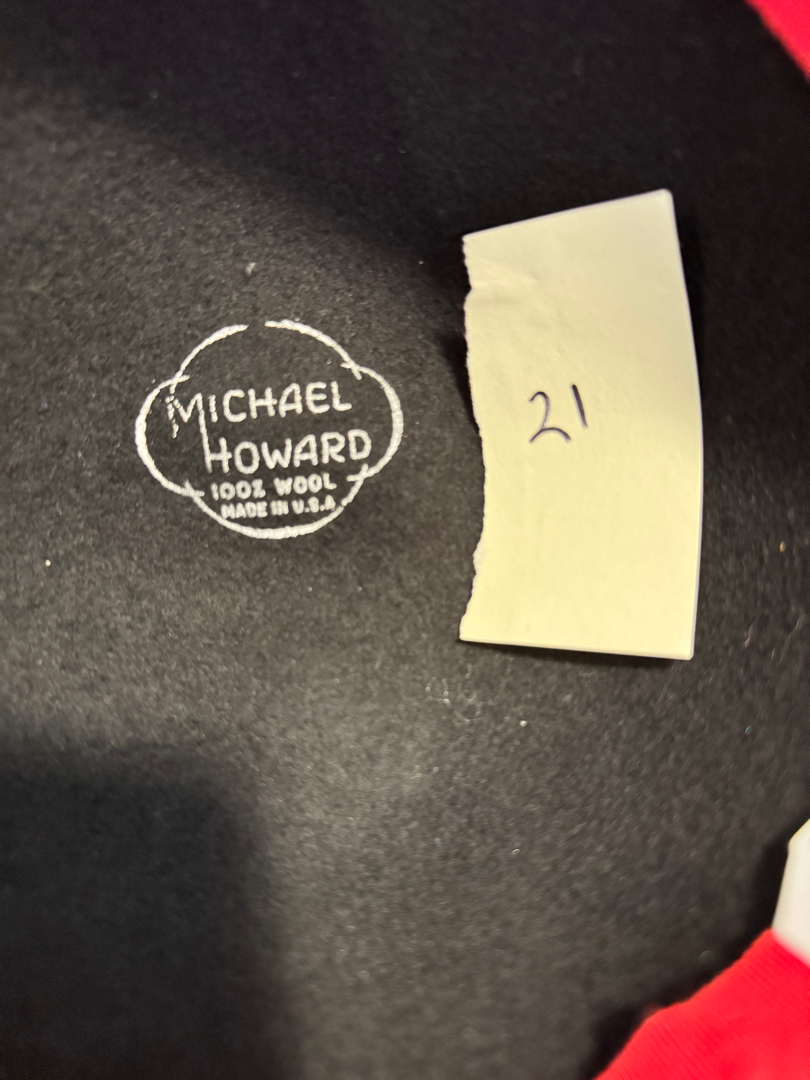 MICHAEL
HOWARD
100% WOOL
MADE IN U.S.A
21